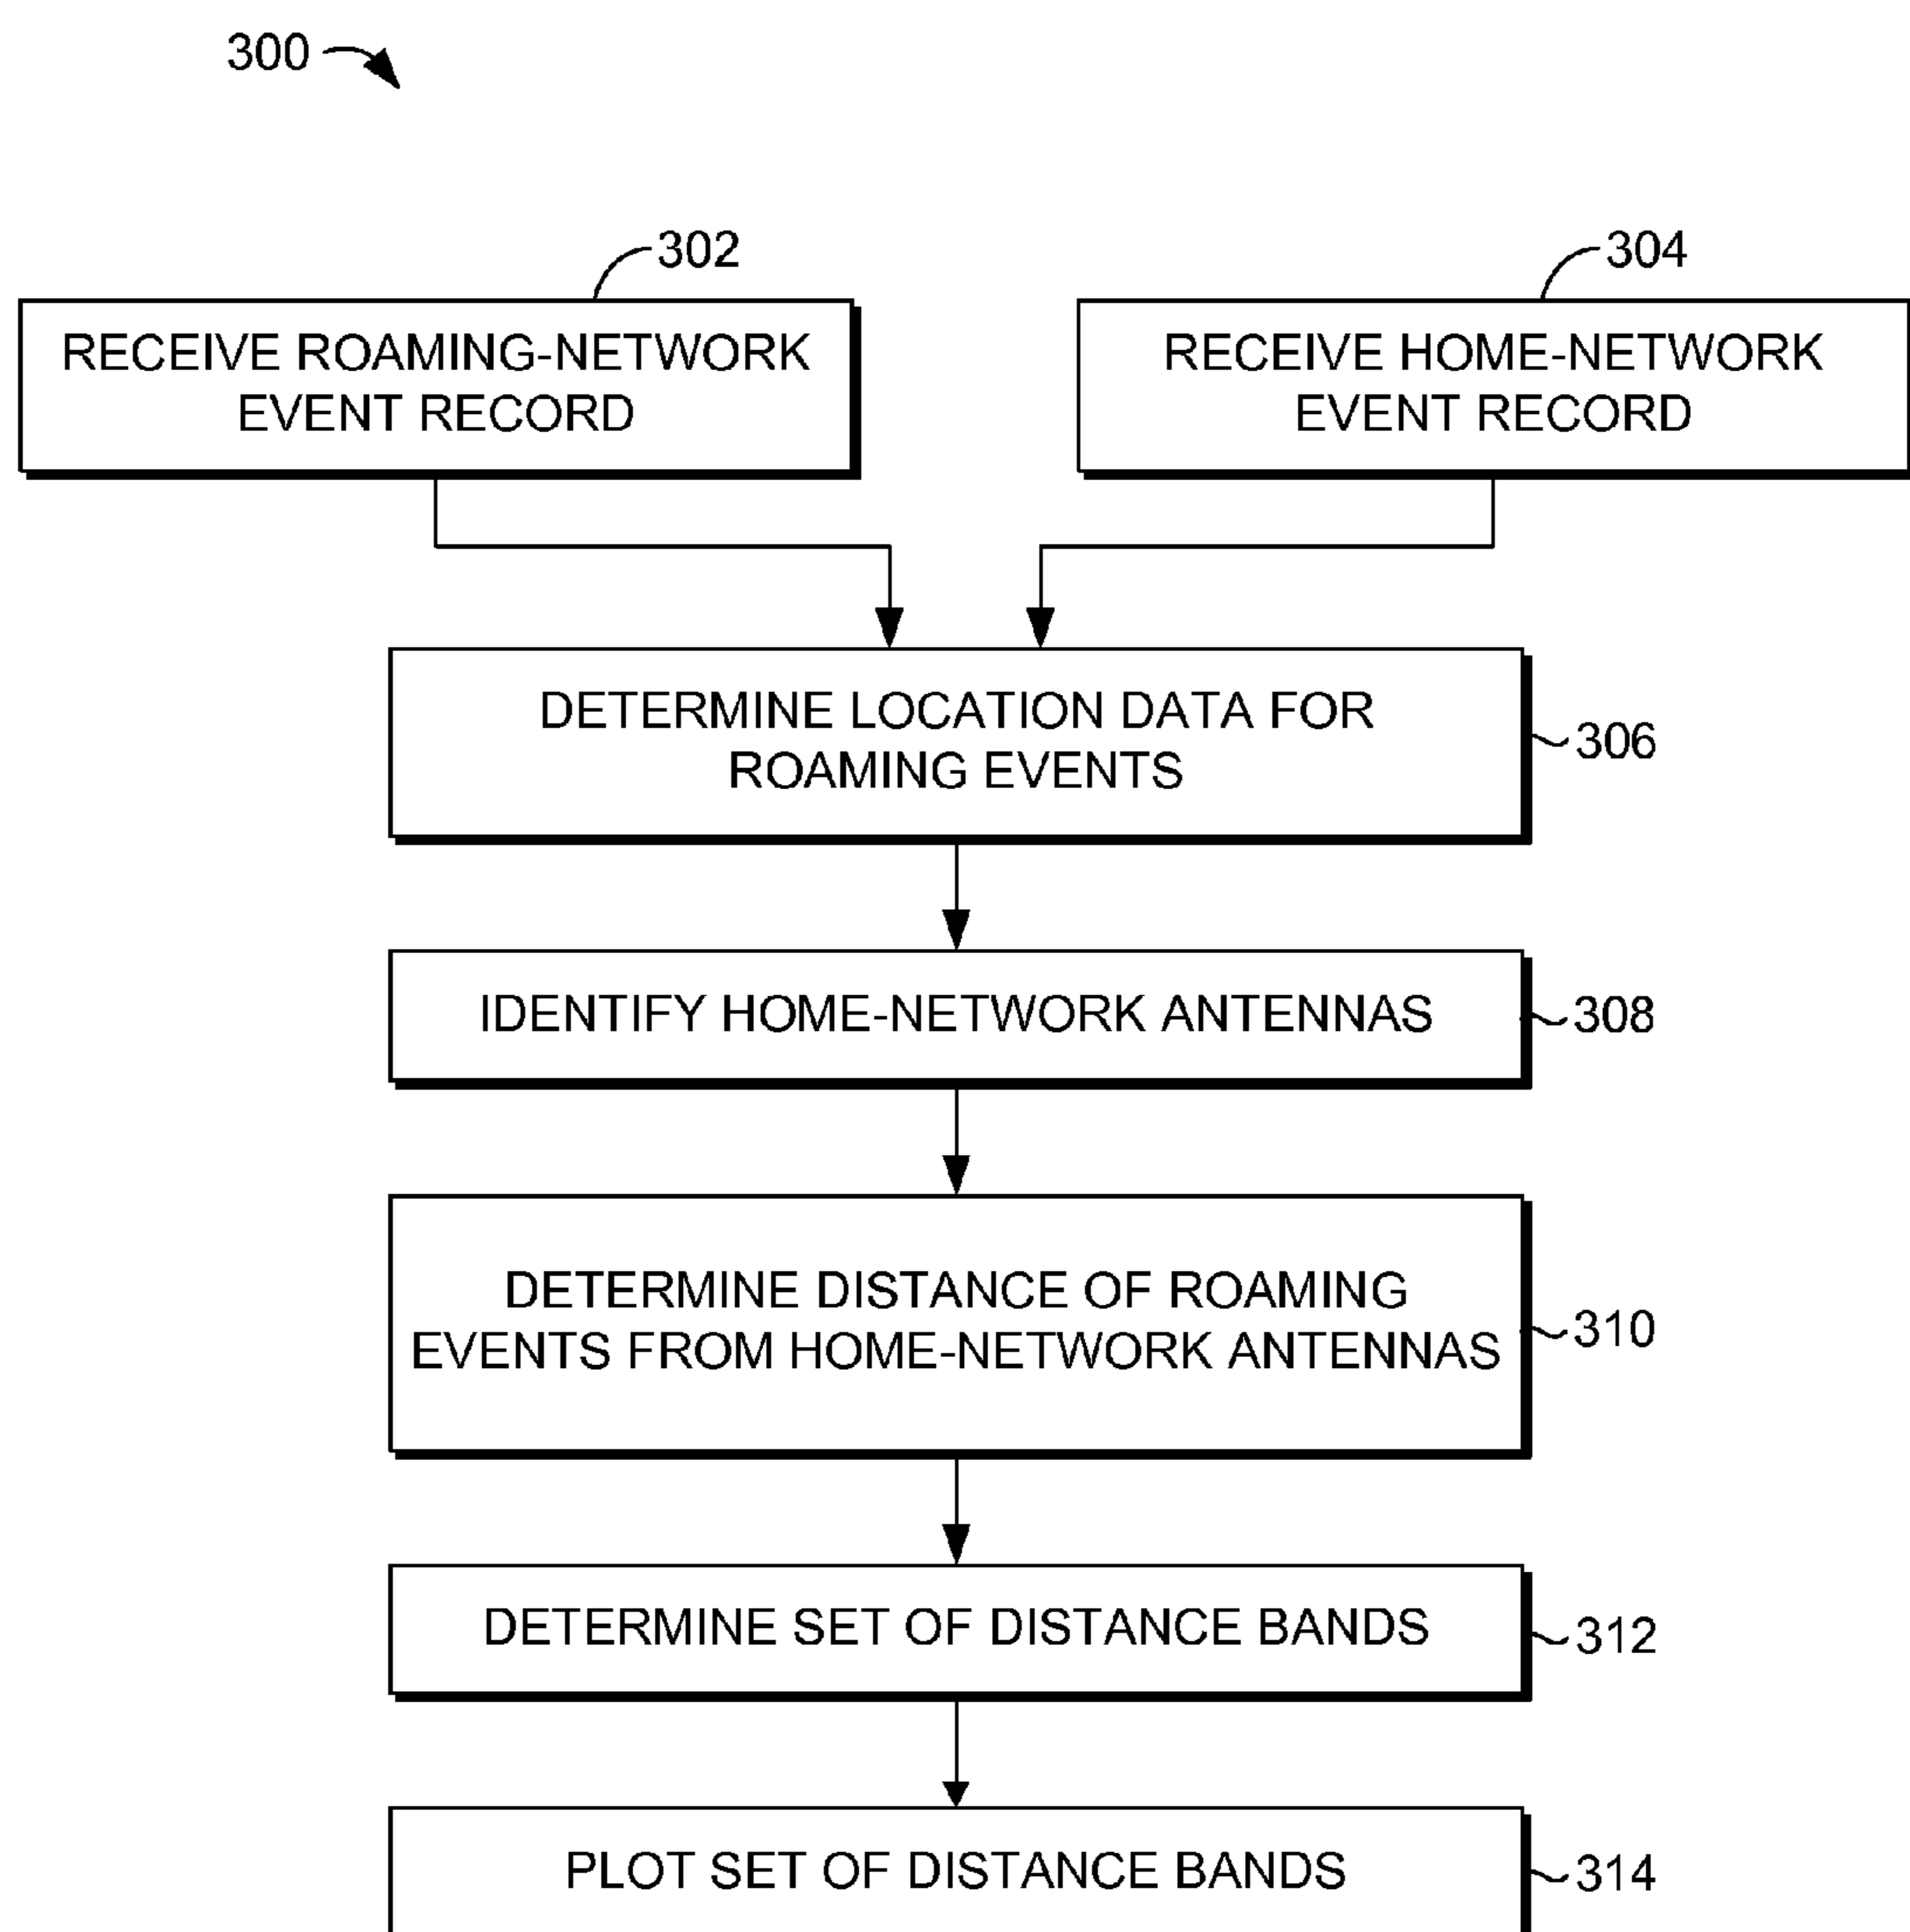 300
302
304
RECEIVE ROAMING-NETWORK
EVENT RECORD
RECEIVE HOME-NETWORK
EVENT RECORD
DETERMINE LOCATION DATA FOR
ROAMING EVENTS
306
IDENTIFY HOME-NETWORK ANTENNAS
308
DETERMINE DISTANCE OF ROAMING
EVENTS FROM HOME-NETWORK ANTENNAS
310
DETERMINE SET OF DISTANCE BANDS
312
PLOT SET OF DISTANCE BANDS
314